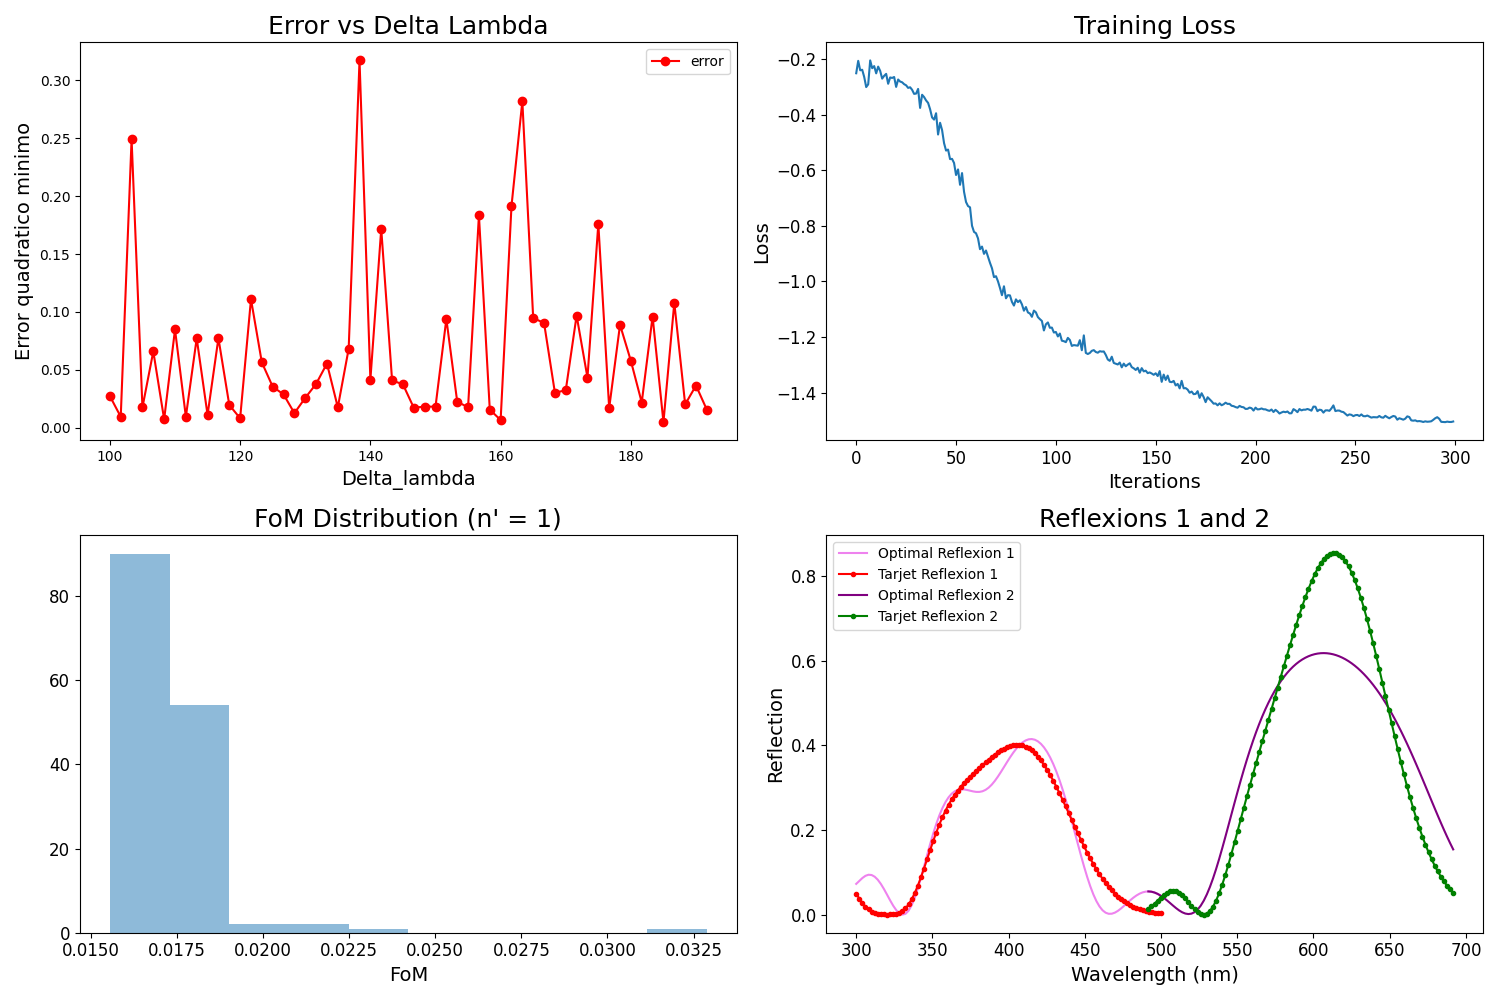 Error vs Delta Lambda
error
Error quadratico minimo
0.30
0.25
0.20
0.15
0.10
0.05
0.00
100 120 140 160 180
Delta_lambda
Training Loss
Loss
−0.2
−0.4
−0.6
−0.8
−1.0
−1.2
−1.4
0 50 100 150 200 250 300
Iterations
FoM Distribution (n' = 1)
80
60
40
20
0
0.0150 0.0175 0.0200 0.0225 0.0250 0.0275 0.0300 0.0325
FoM
Reflexions 1 and 2
Optimal Reflexion 1
Tarjet Reflexion 1
Optimal Reflexion 2
Tarjet Reflexion 2
Reflection
0.8
0.6
0.4
0.2
0.0
300 350 400 450 500 550 600 650 700
Wavelength (nm)